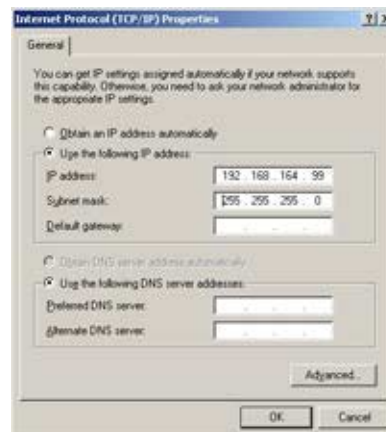 Internet Protocol (TCP/IP) Properties
General
You can get IP settings assigned automatically if your network supports
this capability. Otherwise, you need to ask your network administrator for
the appropriate IP settings.
Obtain an IP address automatically
Use the following IP address:
IP address: 192 . 168 . 164 . 99
Subnet mask: 255 . 255 . 255 . 0
Default gateway: . . .
Obtain DNS server address automatically
Use the following DNS server addresses:
Preferred DNS server: . . .
Alternate DNS server: . . .
Advanced...
OK Cancel